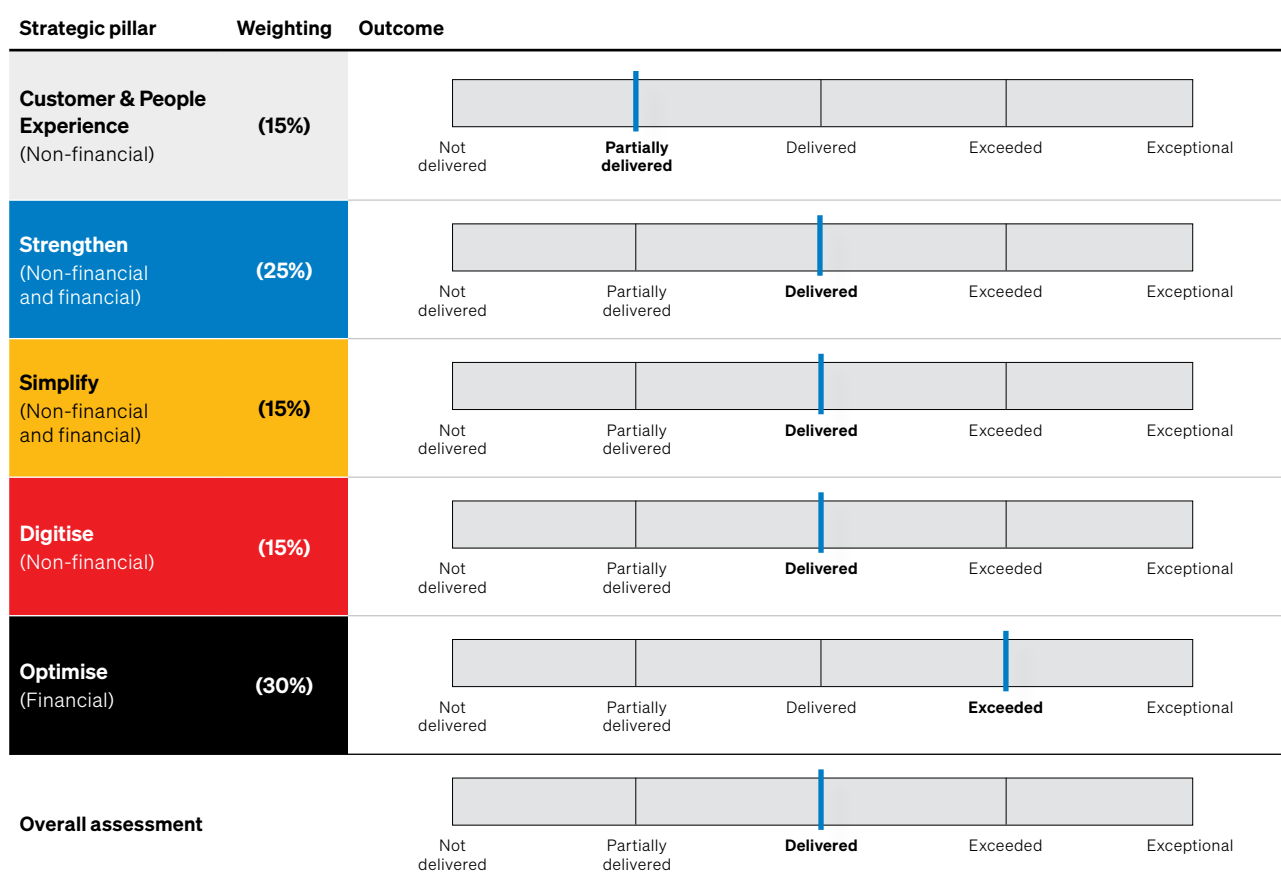 Strategic pillar Weighting Outcome
Customer & People
Experience
(Non-financial)
(15%)
Not
delivered
Partially
delivered
Delivered
Exceeded
Exceptional
Strengthen
(Non-financial
and financial)
(25%)
Not
delivered
Partially
delivered
Delivered
Exceeded
Exceptional
Simplify
(Non-financial
and financial)
(15%)
Not
delivered
Partially
delivered
Delivered
Exceeded
Exceptional
Digitise
(Non-financial)
(15%)
Not
delivered
Partially
delivered
Delivered
Exceeded
Exceptional
Optimise
(Financial)
(30%)
Not
delivered
Partially
delivered
Delivered
Exceeded
Exceptional
Overall assessment
Not
delivered
Partially
delivered
Delivered
Exceeded
Exceptional